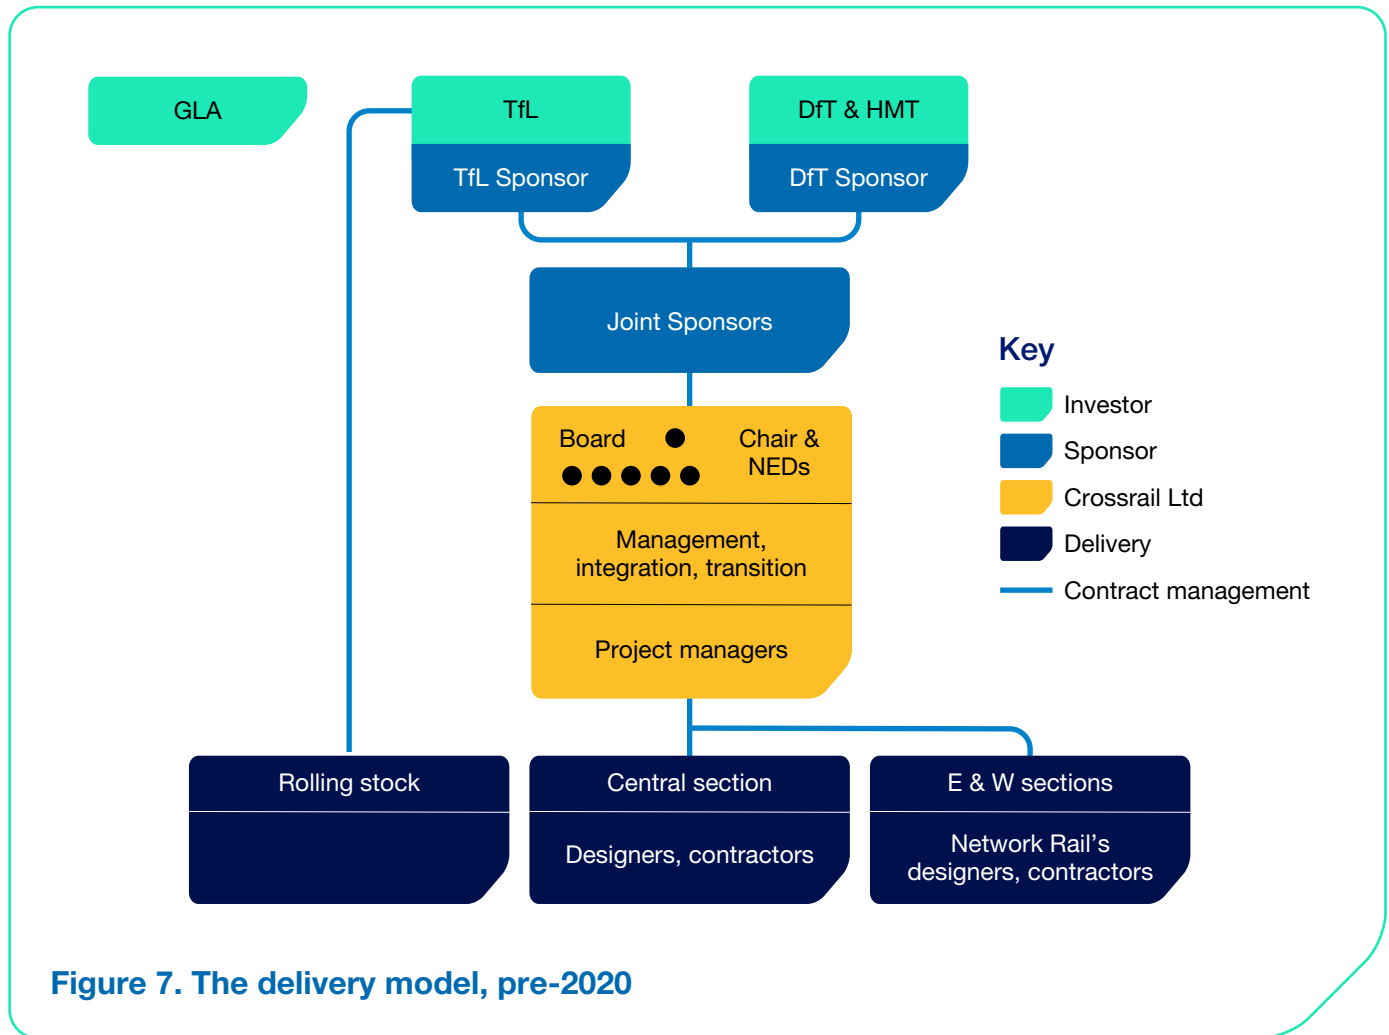 GLA
TfL
DfT & HMT
TfL Sponsor
DfT Sponsor
Joint Sponsors
Board
Chair &
NEDs
Management,
integration, transition
Project managers
Key
Investor
Sponsor
Crossrail Ltd
Delivery
Contract management
Rolling stock
Central section
Designers, contractors
E & W sections
Network Rail's
designers, contractors
Figure 7. The delivery model, pre-2020